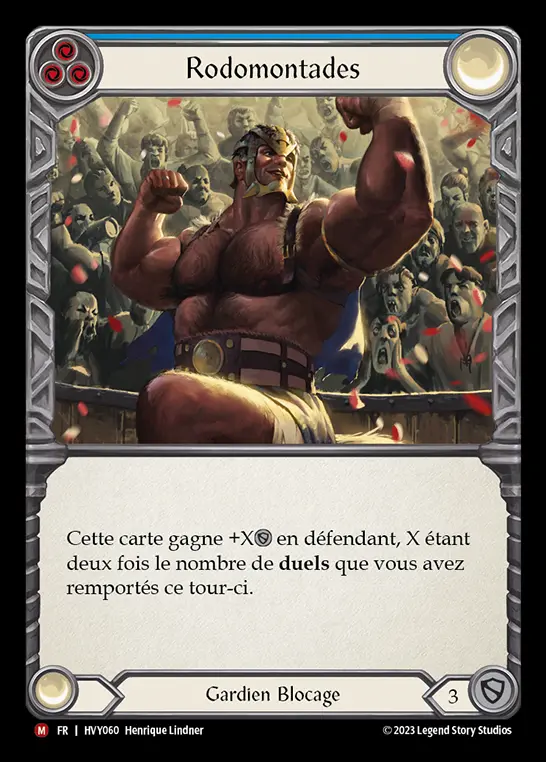 Rodomontades
Cette carte gagne +X en défendant, X étant
deux fois le nombre de duels que vous avez
remportés ce tour-ci.
Gardien Blocage
3
M FR | HVY060 Henrique Lindner
© 2023 Legend Story Studios